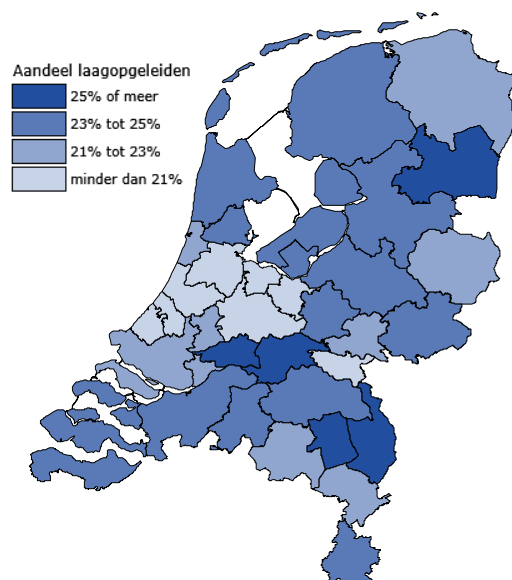 Aandeel laagopgeleiden
25% of meer
23% tot 25%
21% tot 23%
minder dan 21%